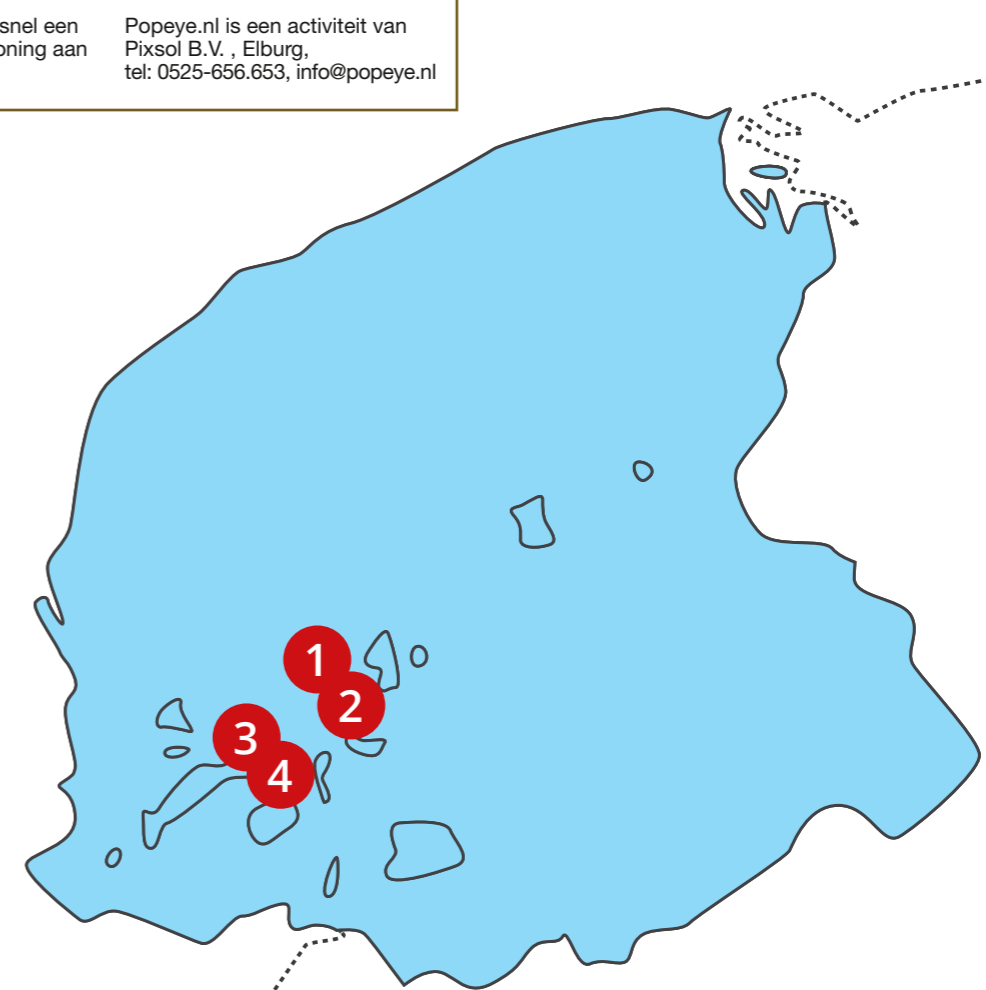 snel een
oning aan
Popeye.nl is een activiteit van
Pixsol B.V. , Elburg,
tel: 0525-656.653, info@popeye.nl
1
2
3
4